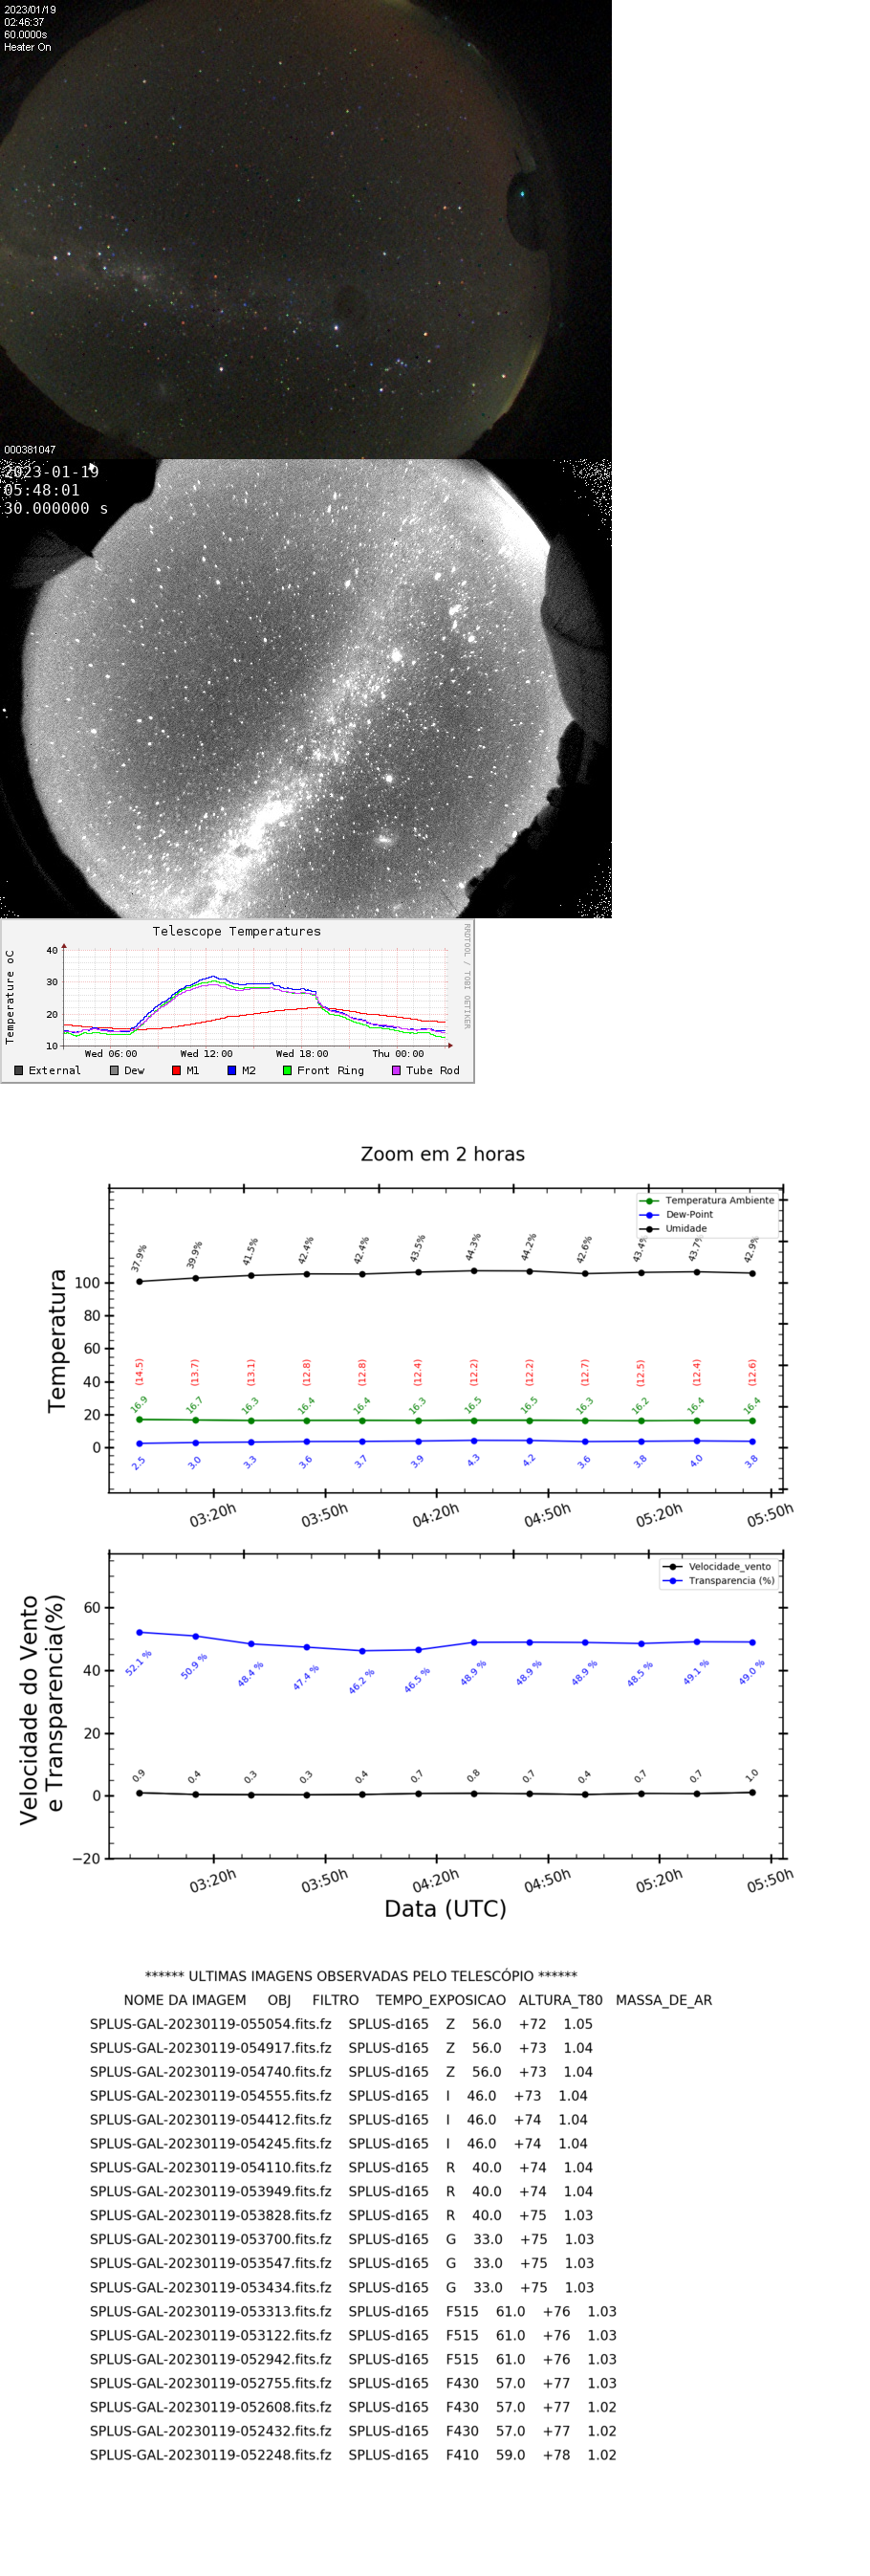 2023/01/19
02:46:37
60.0000s
Heater On
000381047
2023-01-19
05:48:01
30.000000 s
Telescope Temperatures
RRDTOOL / TOBI OETIKER
Temperature oC
40
30
20
10
Wed 06:00 Wed 12:00 Wed 18:00 Thu 00:00
External Dew M1 M2 Front Ring Tube Rod
Zoom em 2 horas
Temperatura Ambiente
Dew-Point
Umidade
37.9% 39.9% 41.5% 42.4% 42.4% 43.5% 44.3% 44.2% 42.6% 43.4% 43.7% 42.9%
Temperatura
100
80
60
40
20
0
(14.5) (13.7) (13.1) (12.8) (12.8) (12.4) (12.2) (12.2) (12.7) (12.5) (12.4) (12.6)
16.9 16.7 16.3 16.4 16.4 16.3 16.5 16.5 16.3 16.2 16.4 16.4
2.5 3.0 3.3 3.6 3.7 3.9 4.3 4.2 3.6 3.8 4.0 3.8
03:20h 03:50h 04:20h 04:50h 05:20h 05:50h
Velocidade_vento
Transparencia (%)
Velocidade do Vento
e Transparencia(%)
60
40
20
0
−20
52.1 % 50.9 % 48.4 % 47.4 % 46.2 % 46.5 % 48.9 % 48.9 % 48.9 % 48.5 % 49.1 % 49.0 %
0.9 0.4 0.3 0.3 0.4 0.7 0.8 0.7 0.4 0.7 0.7 1.0
03:20h 03:50h 04:20h 04:50h 05:20h 05:50h
Data (UTC)
****** ULTIMAS IMAGENS OBSERVADAS PELO TELESCÓPIO ******
NOME DA IMAGEM OBJ FILTRO TEMPO_EXPOSICAO ALTURA_T80 MASSA_DE_AR
SPLUS-GAL-20230119-055054.fits.fz SPLUS-d165 Z 56.0 +72 1.05
SPLUS-GAL-20230119-054917.fits.fz SPLUS-d165 Z 56.0 +73 1.04
SPLUS-GAL-20230119-054740.fits.fz SPLUS-d165 Z 56.0 +73 1.04
SPLUS-GAL-20230119-054555.fits.fz SPLUS-d165 I 46.0 +73 1.04
SPLUS-GAL-20230119-054412.fits.fz SPLUS-d165 I 46.0 +74 1.04
SPLUS-GAL-20230119-054245.fits.fz SPLUS-d165 I 46.0 +74 1.04
SPLUS-GAL-20230119-054110.fits.fz SPLUS-d165 R 40.0 +74 1.04
SPLUS-GAL-20230119-053949.fits.fz SPLUS-d165 R 40.0 +74 1.04
SPLUS-GAL-20230119-053828.fits.fz SPLUS-d165 R 40.0 +75 1.03
SPLUS-GAL-20230119-053700.fits.fz SPLUS-d165 G 33.0 +75 1.03
SPLUS-GAL-20230119-053547.fits.fz SPLUS-d165 G 33.0 +75 1.03
SPLUS-GAL-20230119-053434.fits.fz SPLUS-d165 G 33.0 +75 1.03
SPLUS-GAL-20230119-053313.fits.fz SPLUS-d165 F515 61.0 +76 1.03
SPLUS-GAL-20230119-053122.fits.fz SPLUS-d165 F515 61.0 +76 1.03
SPLUS-GAL-20230119-052942.fits.fz SPLUS-d165 F515 61.0 +76 1.03
SPLUS-GAL-20230119-052755.fits.fz SPLUS-d165 F430 57.0 +77 1.03
SPLUS-GAL-20230119-052608.fits.fz SPLUS-d165 F430 57.0 +77 1.02
SPLUS-GAL-20230119-052432.fits.fz SPLUS-d165 F430 57.0 +77 1.02
SPLUS-GAL-20230119-052248.fits.fz SPLUS-d165 F410 59.0 +78 1.02